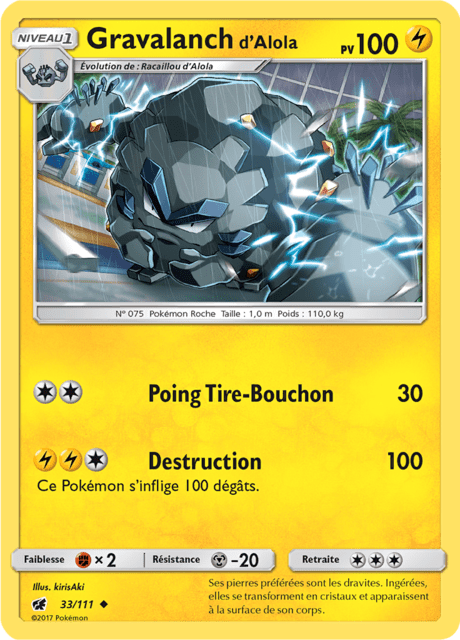 NIVEAU 1
Gravalanch d'Alola
PV 100
Évolution de : Racaillou d'Alola
N° 075 Pokémon Roche Taille : 1,0 m Poids : 110,0 kg
Poing Tire-Bouchon 30
Destruction 100
Ce Pokémon s'inflige 100 dégâts.
Faiblesse × 2 Résistance -20 Retraite
Illus. kirisAki
33/111
©2017 Pokémon
Ses pierres préférées sont les dravites. Ingérées,
elles se transforment en cristaux et apparaissent
à la surface de son corps.